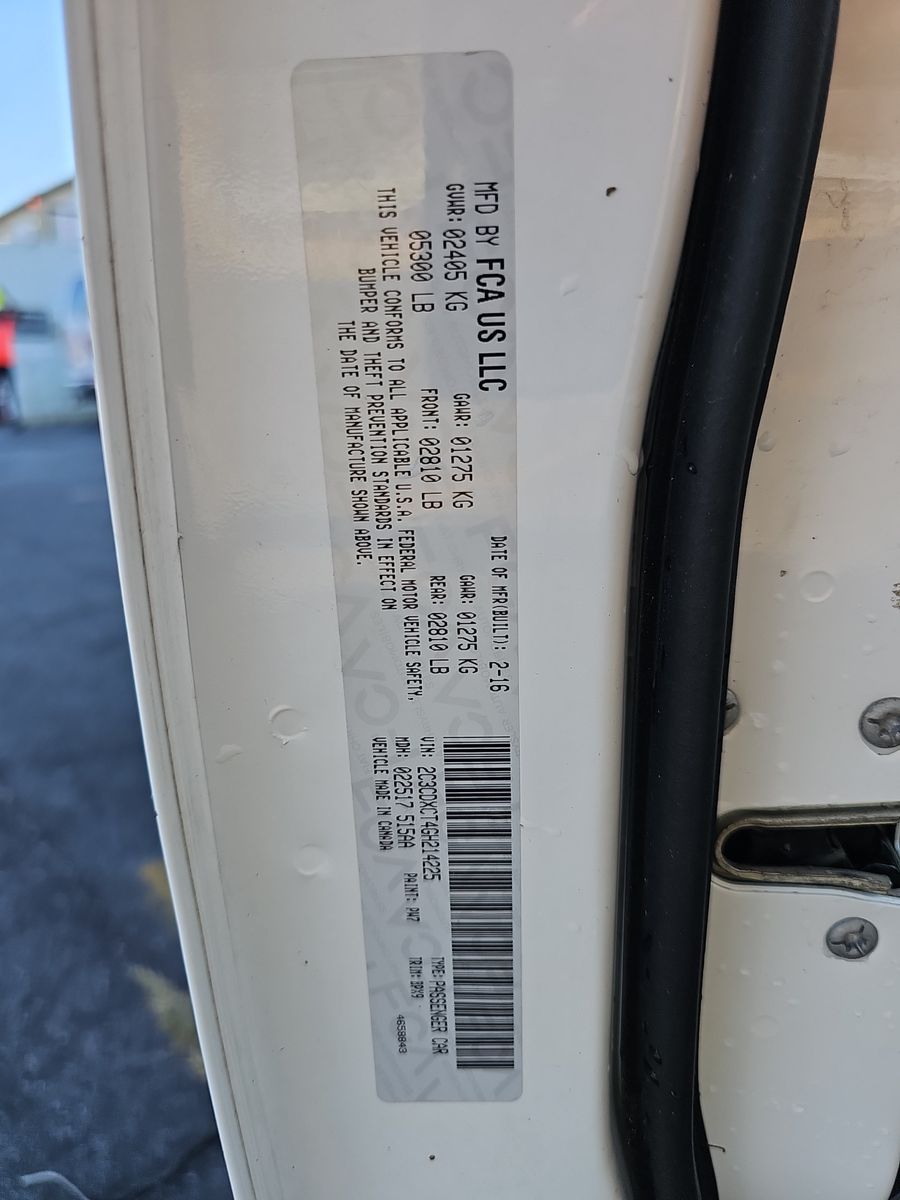 MFD BY FCA US LLC
DATE OF MFR(BUILT): 2-16
GVWR: 02405 KG
GAWR: 01275 KG
GAWR: 01275 KG
05300 LB
FRONT: 02810 LB
REAR: 02810 LB
THIS VEHICLE CONFORMS TO ALL APPLICABLE U.S.A. FEDERAL MOTOR VEHICLE SAFETY,
BUMPER AND THEFT PREVENTION STANDARDS IN EFFECT ON
THE DATE OF MANUFACTURE SHOWN ABOVE.
VIN: 2C3CDXCT4GH214225
TYPE: PASSENGER CAR
MDH: 022517 515AA
PAINT: PW7
TRIM: DPX9
VEHICLE MADE IN CANADA
4658843